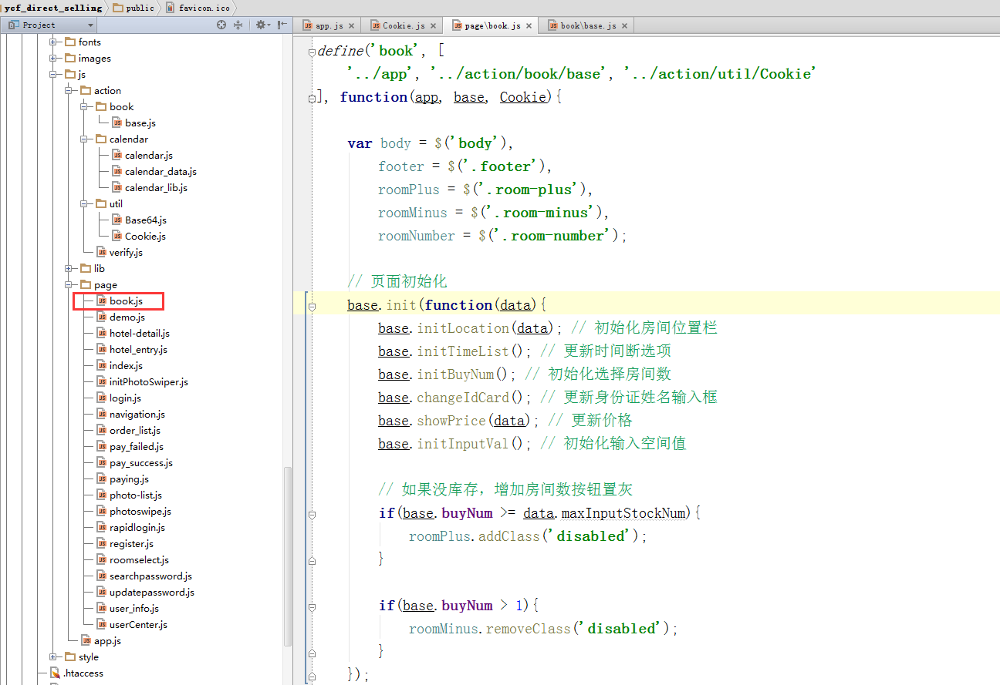 ycf_direct_selling public favicon.ico
Project
app.js Cookie.js page\book.js book\base.js
fonts
images
js
action
book
base.js
calendar
calendar.js
calendar_data.js
calendar_lib.js
util
Base64.js
Cookie.js
verify.js
lib
page
book.js
demo.js
hotel-detail.js
hotel_entry.js
index.js
initPhotoSwiper.js
login.js
navigation.js
order_list.js
pay_failed.js
pay_success.js
paying.js
photo-list.js
photoswipe.js
rapidlogin.js
register.js
roomselect.js
searchpassword.js
updatepassword.js
user_info.js
userCenter.js
app.js
style
.htaccess
define('book', [
'../app', '../action/book/base', '../action/util/Cookie'
], function(app, base, Cookie){
var body = $('body'),
footer = $('.footer'),
roomPlus = $('.room-plus'),
roomMinus = $('.room-minus'),
roomNumber = $('.room-number');
// 页面初始化
base.init(function(data){
base.initLocation(data); // 初始化房间位置栏
base.initTimeList(); // 更新时间断选项
base.initBuyNum(); // 初始化选择房间数
base.changeIdCard(); // 更新身份证姓名输入框
base.showPrice(data); // 更新价格
base.initInputVal(); // 初始化输入空间值
// 如果没库存，增加房间数按钮置灰
if(base.buyNum >= data.maxInputStockNum){
roomPlus.addClass('disabled');
}
if(base.buyNum > 1){
roomMinus.removeClass('disabled');
}
});